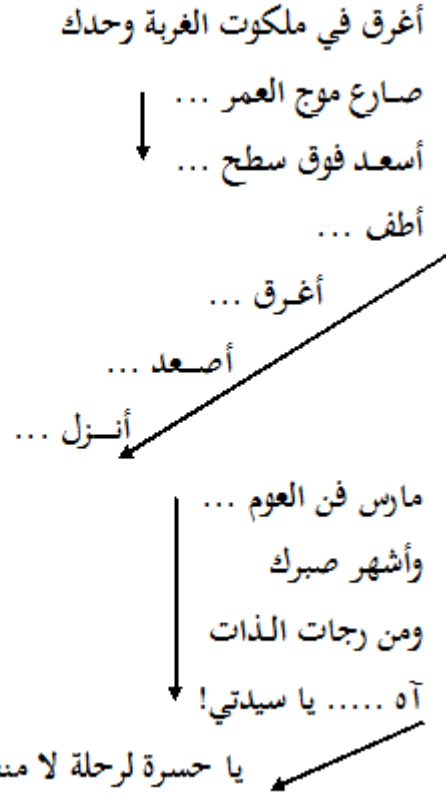 أغرق في ملكوت الغربة وحدك
صارع موج العمر ...
أسعد فوق سطح ...
أطف ...
أغرق ...
أصعد ...
أنزل ...
مارس فن العوم ...
وأشهر صبرك
ومن رجات الذات
آه ..... يا سيدتي!
يا حسرة لرحلة لا